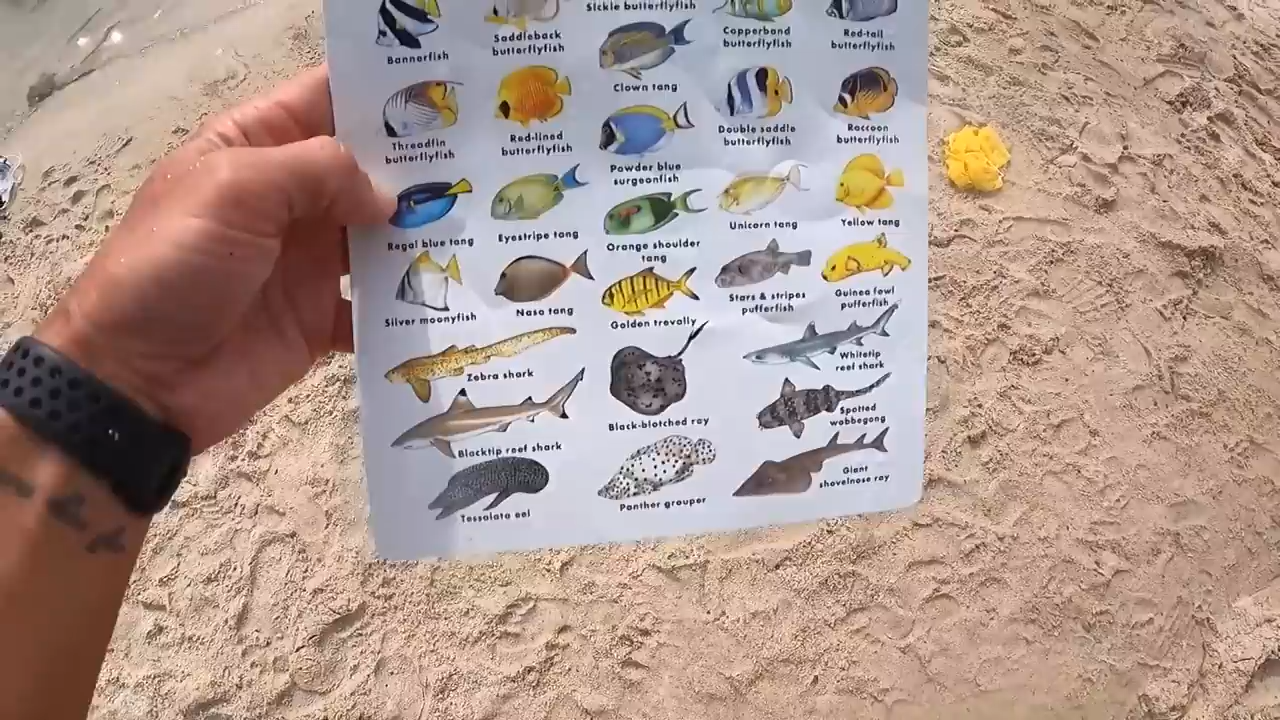 Sickle butterflyfish
Bannerfish
Saddleback
butterflyfish
Copperband
butterflyfish
Red-tail
butterflyfish
Clown tang
Threadfin
butterflyfish
Red-lined
butterflyfish
Double saddle
butterflyfish
Raccoon
butterflyfish
Powder blue
surgeonfish
Regal blue tang
Eyestripe tang
Orange shoulder
tang
Unicorn tang
Yellow tang
Silver moonyfish
Naso tang
Golden trevally
Stars & stripes
pufferfish
Guinea fowl
pufferfish
Zebra shark
Whitetip
reef shark
Black-blotched ray
Spotted
wobbegong
Blacktip reef shark
Giant
shovelnose ray
Tessalata eel
Panther grouper